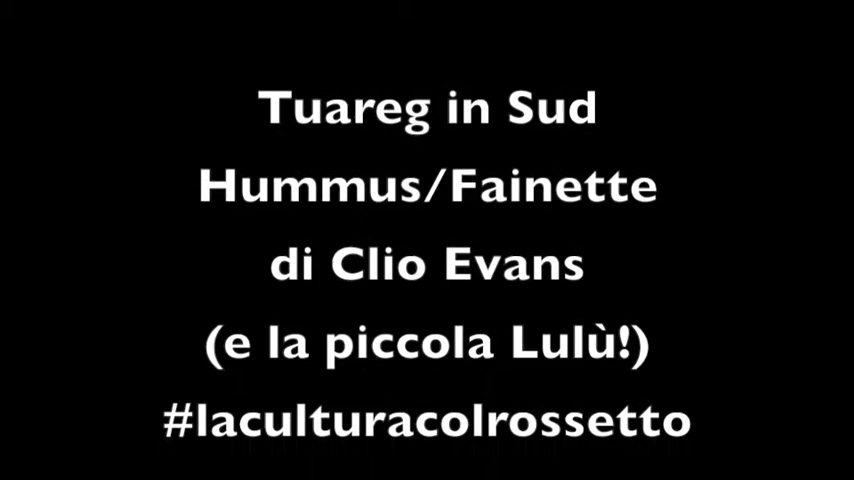 Tuareg in Sud
Hummus/Fainette
di Clio Evans
(e la piccola Lulù!)
#laculturacolrossetto